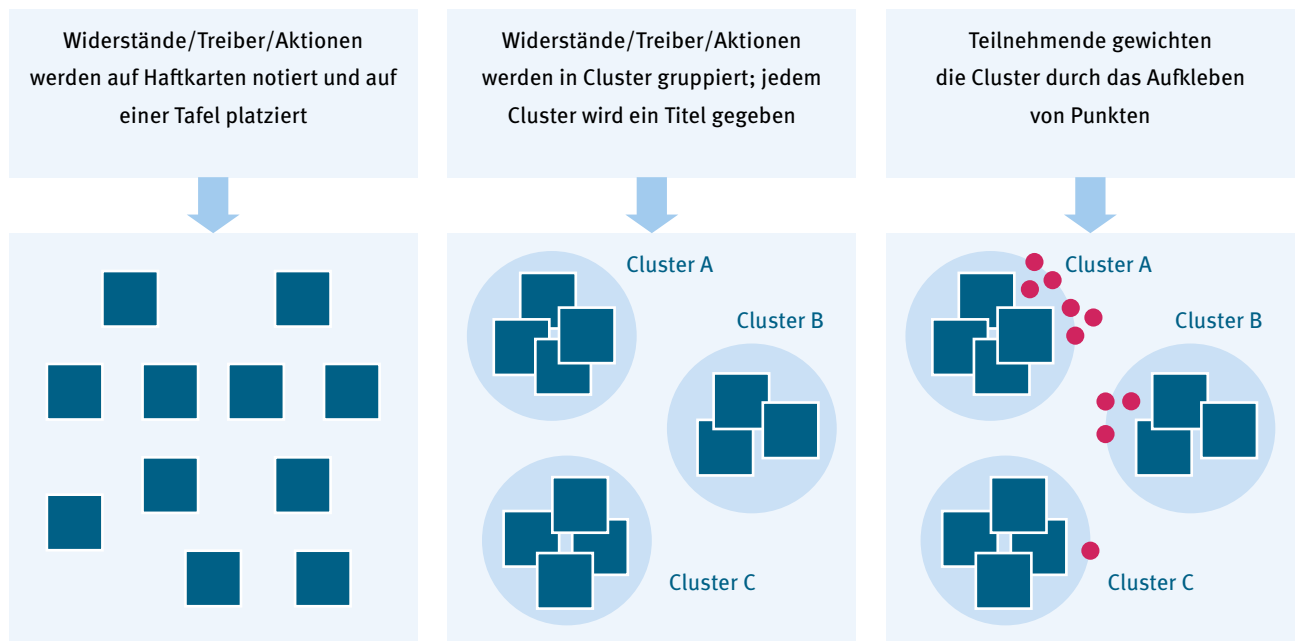 Widerstände/Treiber/Aktionen
werden auf Haftkarten notiert und auf
einer Tafel platziert
Widerstände/Treiber/Aktionen
werden in Cluster gruppiert; jedem
Cluster wird ein Titel gegeben
Teilnehmende gewichten
die Cluster durch das Aufkleben
von Punkten
Cluster A
Cluster B
Cluster C
Cluster A
Cluster B
Cluster C